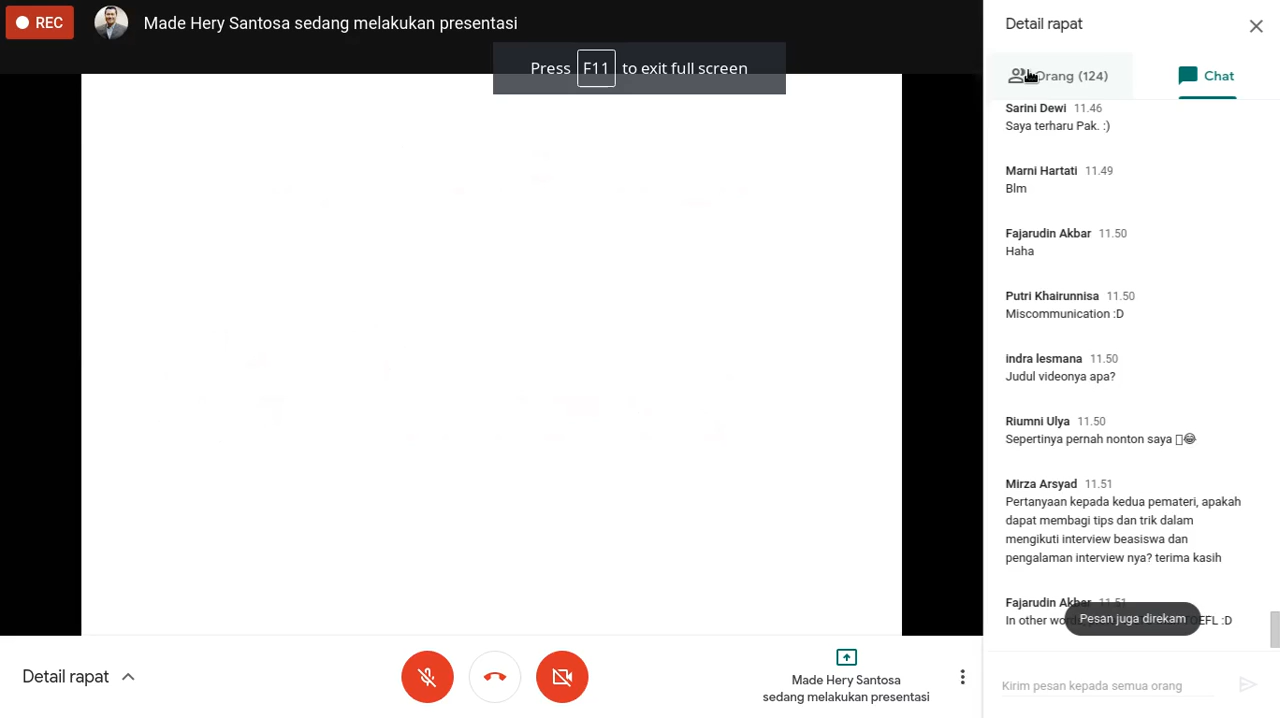 REC
Made Hery Santosa sedang melakukan presentasi
Press F11 to exit full screen
Detail rapat
Orang (124)
Chat
Sarini Dewi 11.46
Saya terharu Pak. :)
Marni Hartati 11.49
Blm
Fajarudin Akbar 11.50
Haha
Putri Khairunnisa 11.50
Miscommunication :D
indra lesmana 11.50
Judul videonya apa?
Riumni Ulya 11.50
Sepertinya pernah nonton saya 😂
Mirza Arsyad 11.51
Pertanyaan kepada kedua pemateri, apakah
dapat membagi tips dan trik dalam
mengikuti interview beasiswa dan
pengalaman interview nya? terima kasih
Fajarudin Akbar 11.51
In other :D
Pesan juga direkam
Kirim pesan kepada semua orang
Detail rapat
Made Hery Santosa
sedang melakukan presentasi